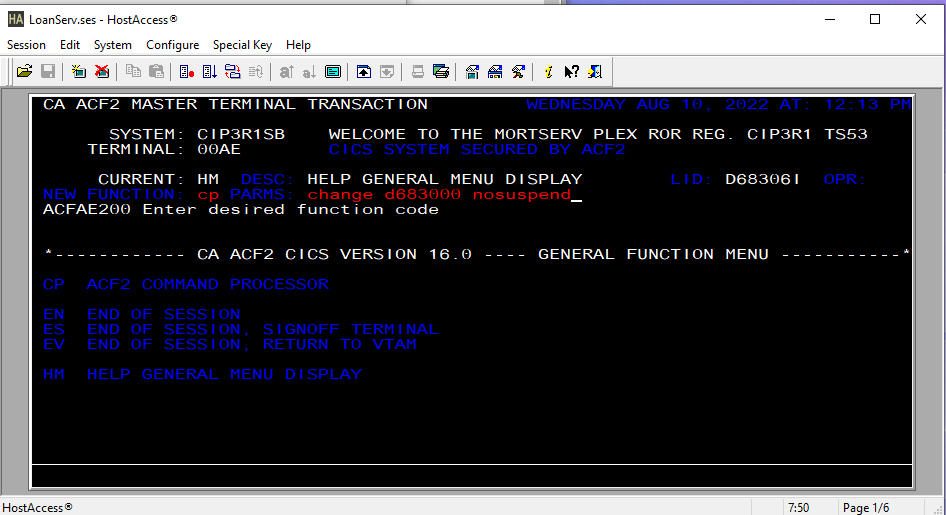 HA LoanServ.ses - HostAccess®
Session Edit System Configure Special Key Help
CA ACF2 MASTER TERMINAL TRANSACTION WEDNESDAY AUG 10, 2022 AT: 12:13 PM
SYSTEM: CIP3R1SB WELCOME TO THE MORTSERV PLEX ROR REG. CIP3R1 TS53
TERMINAL: 00AE CICS SYSTEM SECURED BY ACF2
CURRENT: HM DESC: HELP GENERAL MENU DISPLAY LID: D68306I OPR:
NEW FUNCTION: cp PARMS: change d683000 nosuspend_
ACFAE200 Enter desired function code
*------------ CA ACF2 CICS VERSION 16.0 ---- GENERAL FUNCTION MENU -----------*
CP ACF2 COMMAND PROCESSOR
EN END OF SESSION
ES END OF SESSION, SIGNOFF TERMINAL
EV END OF SESSION, RETURN TO VTAM
HM HELP GENERAL MENU DISPLAY
HostAccess® 7:50 Page 1/6